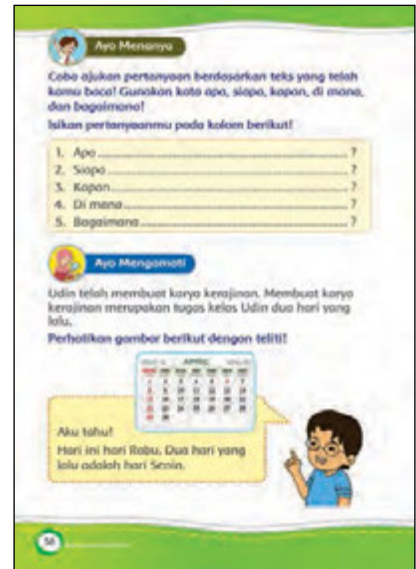 Ayo Menanya
Coba ajukan pertanyaan berdasarkan teks yang telah
kamu baca! Gunakan kata apa, siapa, kapan, di mana,
dan bagaimana!
Isikan pertanyaanmu pada kolom berikut!
1. Apa ........ ?
2. Siapa ........ ?
3. Kapan ........ ?
4. Di mana ........ ?
5. Bagaimana ........ ?
Ayo Mengamati
Udin telah membuat karya kerajinan. Membuat karya
kerajinan merupakan tugas kelas Udin dua hari yang
lalu.
Perhatikan gambar berikut dengan teliti!
APRIL
Aku tahu!
Hari ini hari Rabu. Dua hari yang
lalu adalah hari Senin.